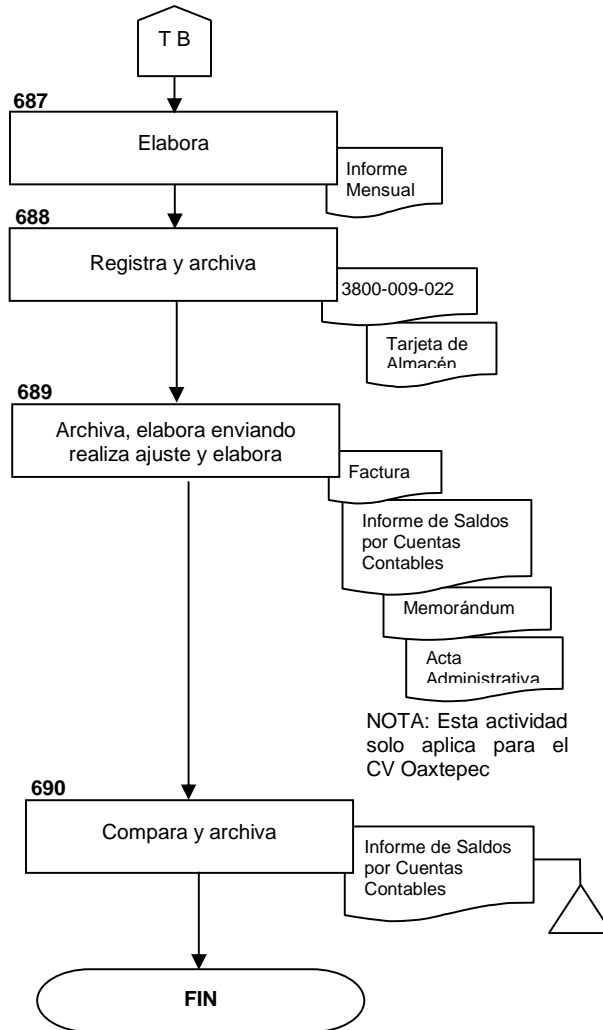 T B
687
Elabora
Informe
Mensual
688
Registra y archiva
3800-009-022
Tarjeta de
Almacén
689
Archiva, elabora enviando
realiza ajuste y elabora
Factura
Informe de Saldos
por Cuentas
Contables
Memorándum
Acta
Administrativa
NOTA: Esta actividad
solo aplica para el
CV Oaxtepec
690
Compara y archiva
Informe de Saldos
por Cuentas
Contables
FIN